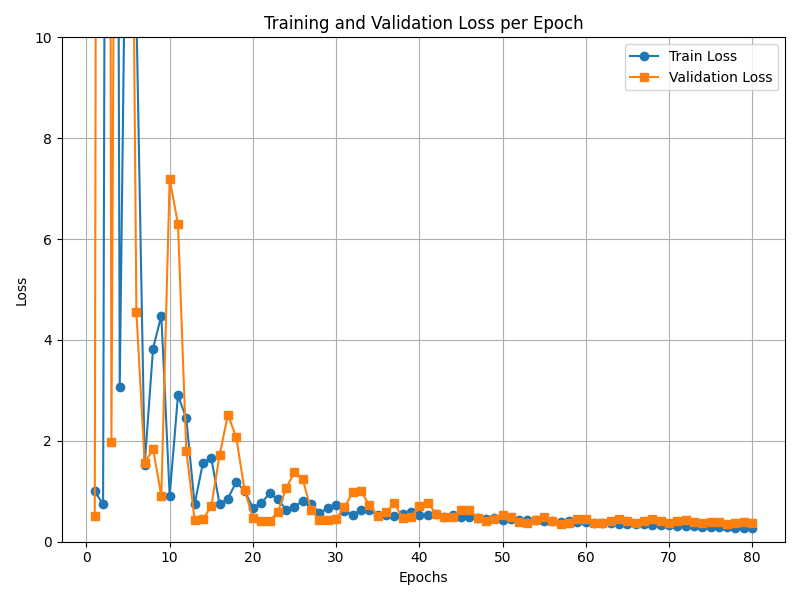 Training and Validation Loss per Epoch
Train Loss
Validation Loss
10
8
6
4
2
0
Loss
0 10 20 30 40 50 60 70 80
Epochs